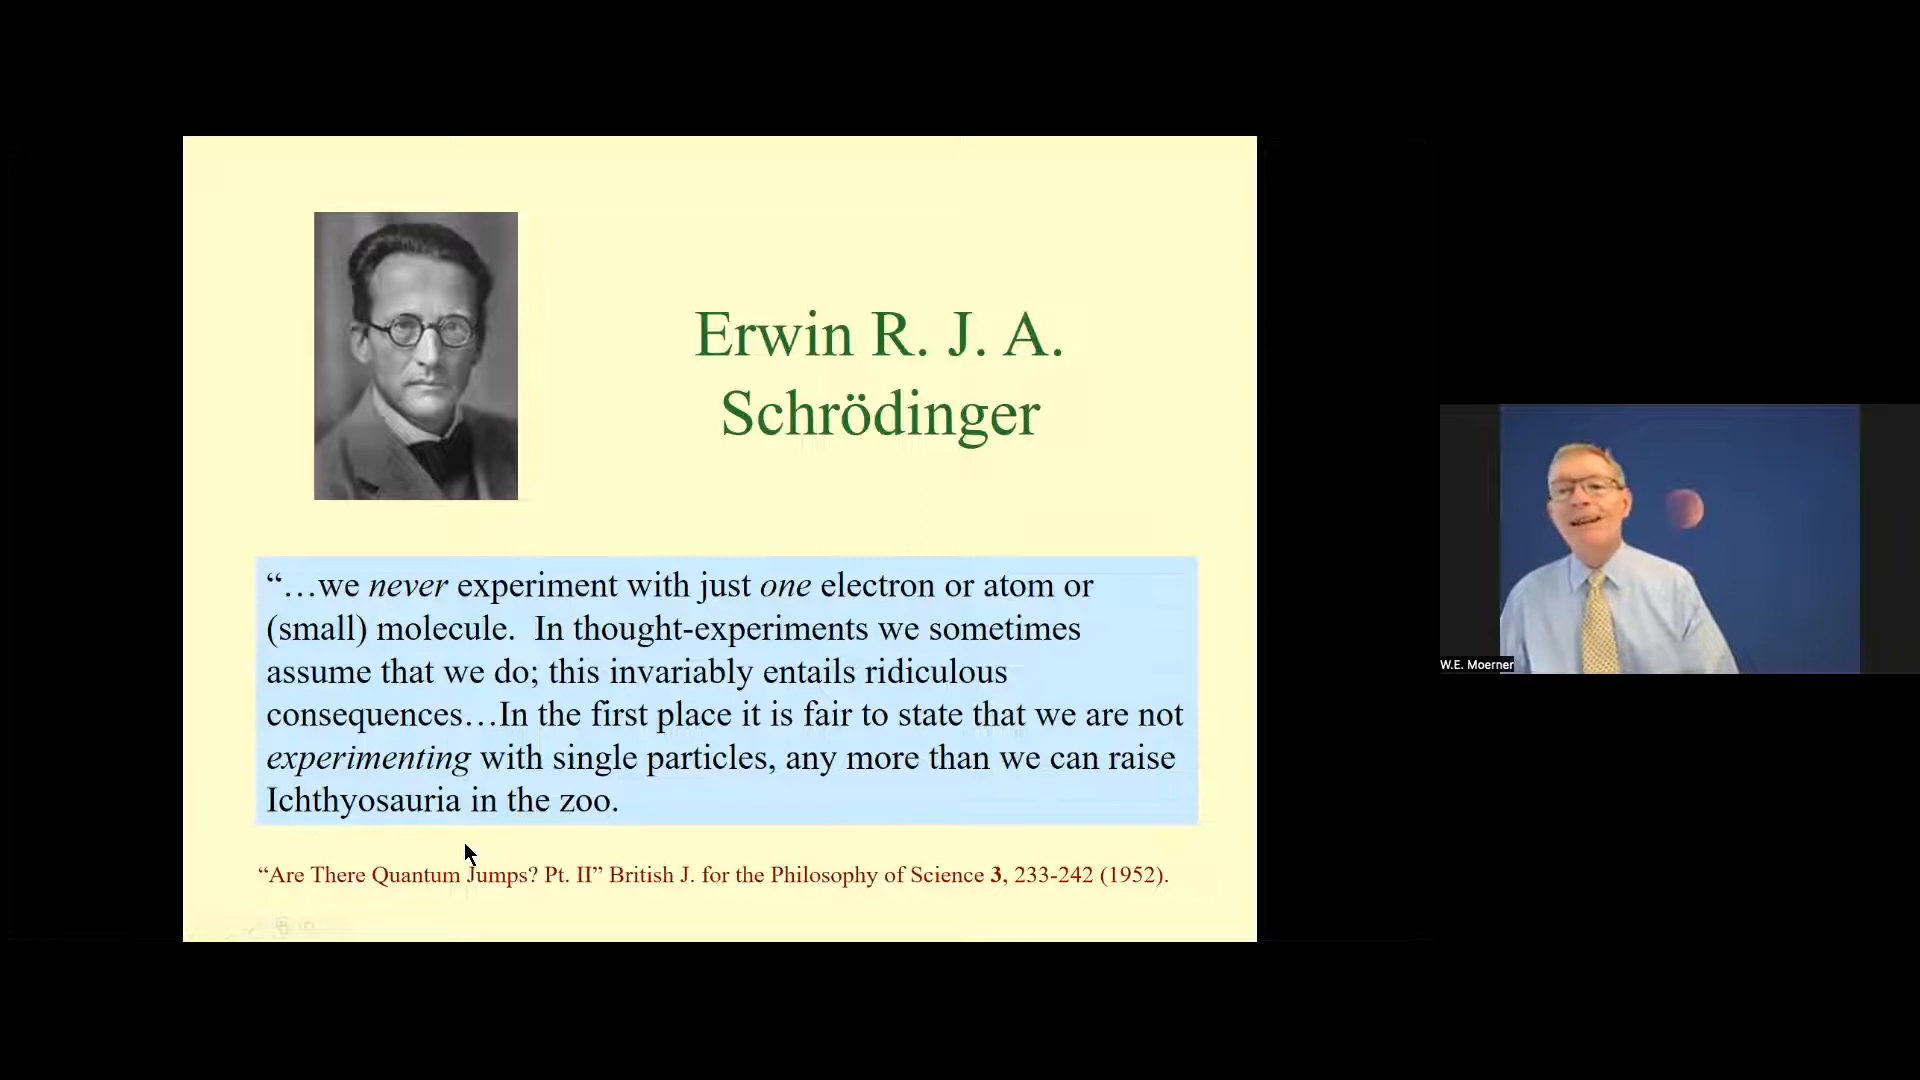 Erwin R. J. A.
Schrödinger
“…we never experiment with just one electron or atom or
(small) molecule.  In thought-experiments we sometimes
assume that we do; this invariably entails ridiculous
consequences…In the first place it is fair to state that we are not
experimenting with single particles, any more than we can raise
Ichthyosauria in the zoo.
“Are There Quantum Jumps? Pt. II” British J. for the Philosophy of Science 3, 233-242 (1952).
W.E. Moerner